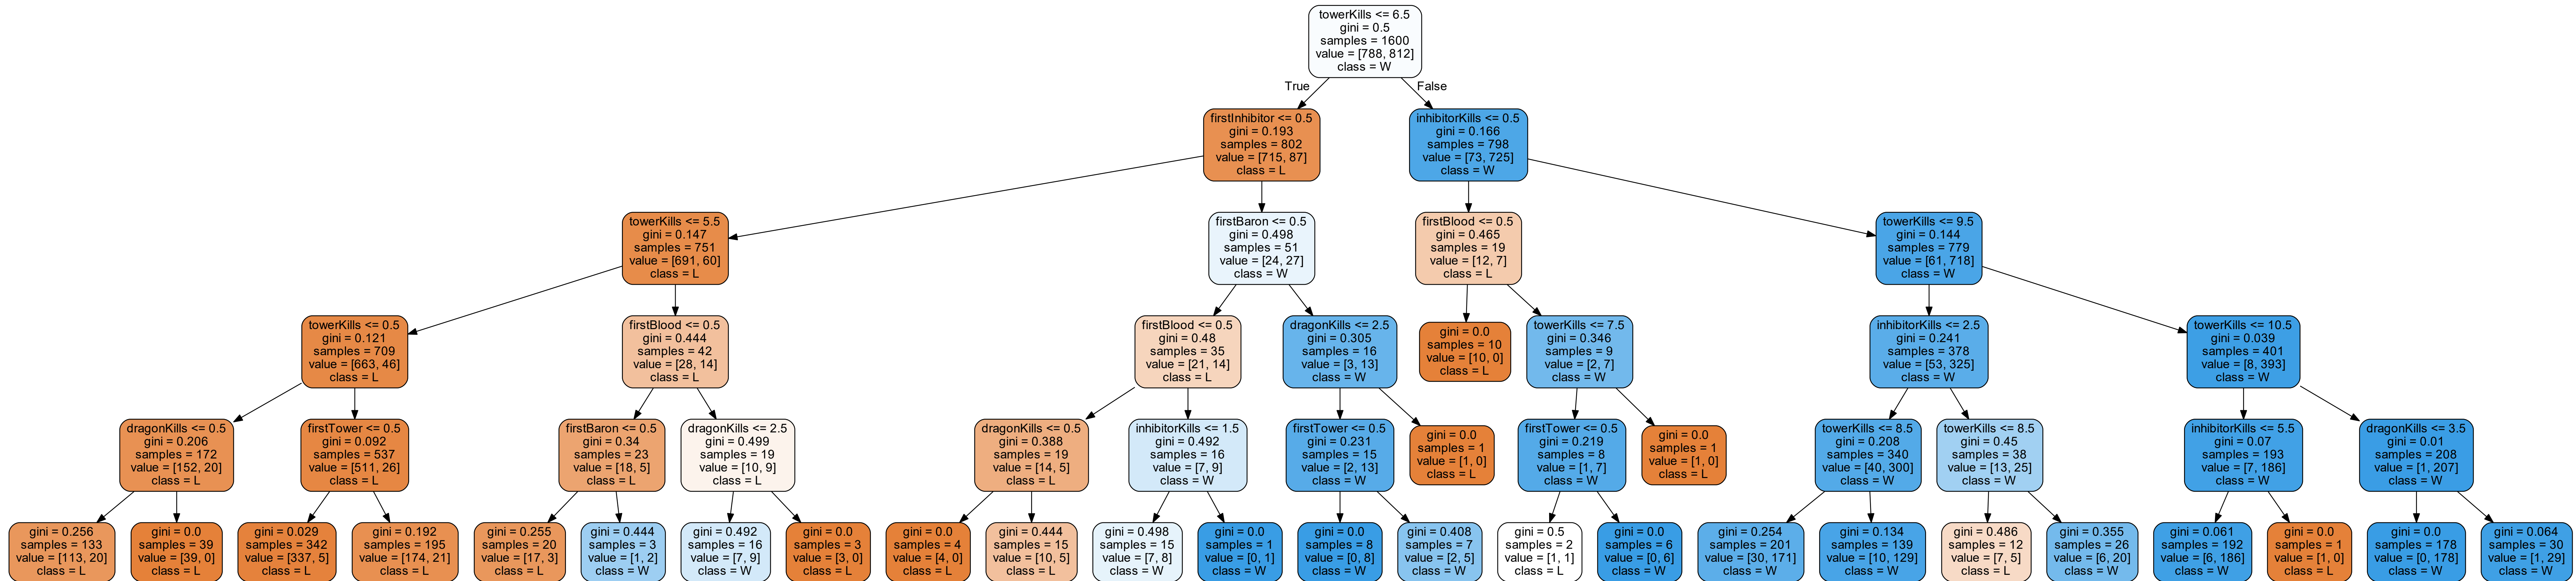 towerKills <= 6.5
gini = 0.5
samples = 1600
value = [788, 812]
class = W
True
False
firstInhibitor <= 0.5
gini = 0.193
samples = 802
value = [715, 87]
class = L
inhibitorKills <= 0.5
gini = 0.166
samples = 798
value = [73, 725]
class = W
towerKills <= 5.5
gini = 0.147
samples = 751
value = [691, 60]
class = L
firstBaron <= 0.5
gini = 0.498
samples = 51
value = [24, 27]
class = W
firstBlood <= 0.5
gini = 0.465
samples = 19
value = [12, 7]
class = L
towerKills <= 9.5
gini = 0.144
samples = 779
value = [61, 718]
class = W
towerKills <= 0.5
gini = 0.121
samples = 709
value = [663, 46]
class = L
firstBlood <= 0.5
gini = 0.444
samples = 42
value = [28, 14]
class = L
firstBlood <= 0.5
gini = 0.48
samples = 35
value = [21, 14]
class = L
dragonKills <= 2.5
gini = 0.305
samples = 16
value = [3, 13]
class = W
gini = 0.0
samples = 10
value = [10, 0]
class = L
towerKills <= 7.5
gini = 0.346
samples = 9
value = [2, 7]
class = W
inhibitorKills <= 2.5
gini = 0.241
samples = 378
value = [53, 325]
class = W
towerKills <= 10.5
gini = 0.039
samples = 401
value = [8, 393]
class = W
dragonKills <= 0.5
gini = 0.206
samples = 172
value = [152, 20]
class = L
firstTower <= 0.5
gini = 0.092
samples = 537
value = [511, 26]
class = L
firstBaron <= 0.5
gini = 0.34
samples = 23
value = [18, 5]
class = L
dragonKills <= 2.5
gini = 0.499
samples = 19
value = [10, 9]
class = L
dragonKills <= 0.5
gini = 0.388
samples = 19
value = [14, 5]
class = L
inhibitorKills <= 1.5
gini = 0.492
samples = 16
value = [7, 9]
class = W
firstTower <= 0.5
gini = 0.231
samples = 15
value = [2, 13]
class = W
gini = 0.0
samples = 1
value = [1, 0]
class = L
firstTower <= 0.5
gini = 0.219
samples = 8
value = [1, 7]
class = W
gini = 0.0
samples = 1
value = [1, 0]
class = L
towerKills <= 8.5
gini = 0.208
samples = 340
value = [40, 300]
class = W
towerKills <= 8.5
gini = 0.45
samples = 38
value = [13, 25]
class = W
inhibitorKills <= 5.5
gini = 0.07
samples = 193
value = [7, 186]
class = W
dragonKills <= 3.5
gini = 0.01
samples = 208
value = [1, 207]
class = W
gini = 0.256
samples = 133
value = [113, 20]
class = L
gini = 0.0
samples = 39
value = [39, 0]
class = L
gini = 0.029
samples = 342
value = [337, 5]
class = L
gini = 0.192
samples = 195
value = [174, 21]
class = L
gini = 0.255
samples = 20
value = [17, 3]
class = L
gini = 0.444
samples = 3
value = [1, 2]
class = W
gini = 0.492
samples = 16
value = [7, 9]
class = W
gini = 0.0
samples = 3
value = [3, 0]
class = L
gini = 0.0
samples = 4
value = [4, 0]
class = L
gini = 0.444
samples = 15
value = [10, 5]
class = L
gini = 0.498
samples = 15
value = [7, 8]
class = W
gini = 0.0
samples = 1
value = [0, 1]
class = W
gini = 0.0
samples = 8
value = [0, 8]
class = W
gini = 0.408
samples = 7
value = [2, 5]
class = W
gini = 0.5
samples = 2
value = [1, 1]
class = L
gini = 0.0
samples = 6
value = [0, 6]
class = W
gini = 0.254
samples = 201
value = [30, 171]
class = W
gini = 0.134
samples = 139
value = [10, 129]
class = W
gini = 0.486
samples = 12
value = [7, 5]
class = L
gini = 0.355
samples = 26
value = [6, 20]
class = W
gini = 0.061
samples = 192
value = [6, 186]
class = W
gini = 0.0
samples = 1
value = [1, 0]
class = L
gini = 0.0
samples = 178
value = [0, 178]
class = W
gini = 0.064
samples = 30
value = [1, 29]
class = W